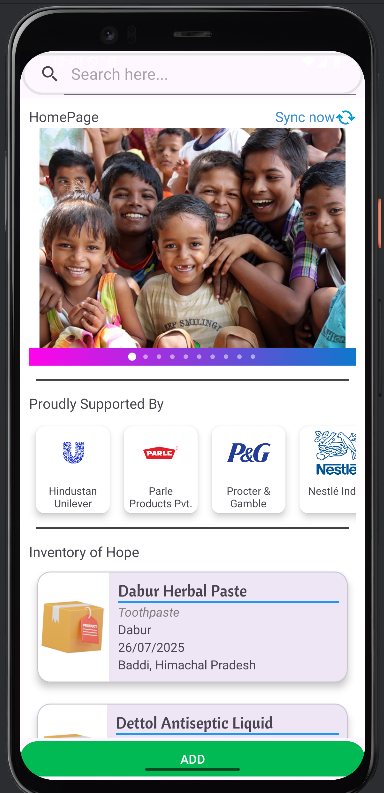 Search here...
HomePage
Sync now
SMILING
Proudly Supported By
PARLE
P&G
Nestlé
Hindustan
Unilever
Parle
Products Pvt.
Procter &
Gamble
Nestlé Ind
Inventory of Hope
Dabur Herbal Paste
Toothpaste
Dabur
26/07/2025
Baddi, Himachal Pradesh
Dettol Antiseptic Liquid
ADD